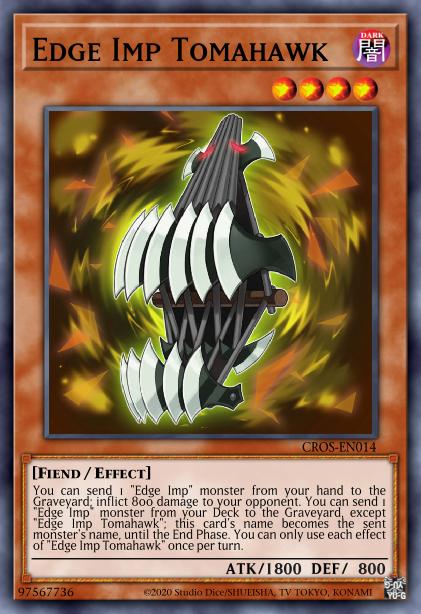 Edge Imp Tomahawk
DARK
闇
CROS-EN014
[Fiend / Effect]
You can send 1 "Edge Imp" monster from your hand to the
Graveyard; inflict 800 damage to your opponent. You can send 1
"Edge Imp" monster from your Deck to the Graveyard, except
"Edge Imp Tomahawk"; this card's name becomes the sent
monster's name, until the End Phase. You can only use each effect
of "Edge Imp Tomahawk" once per turn.
ATK/1800 DEF/ 800
97567736
©2020 Studio Dice/SHUEISHA, TV TOKYO, KONAMI